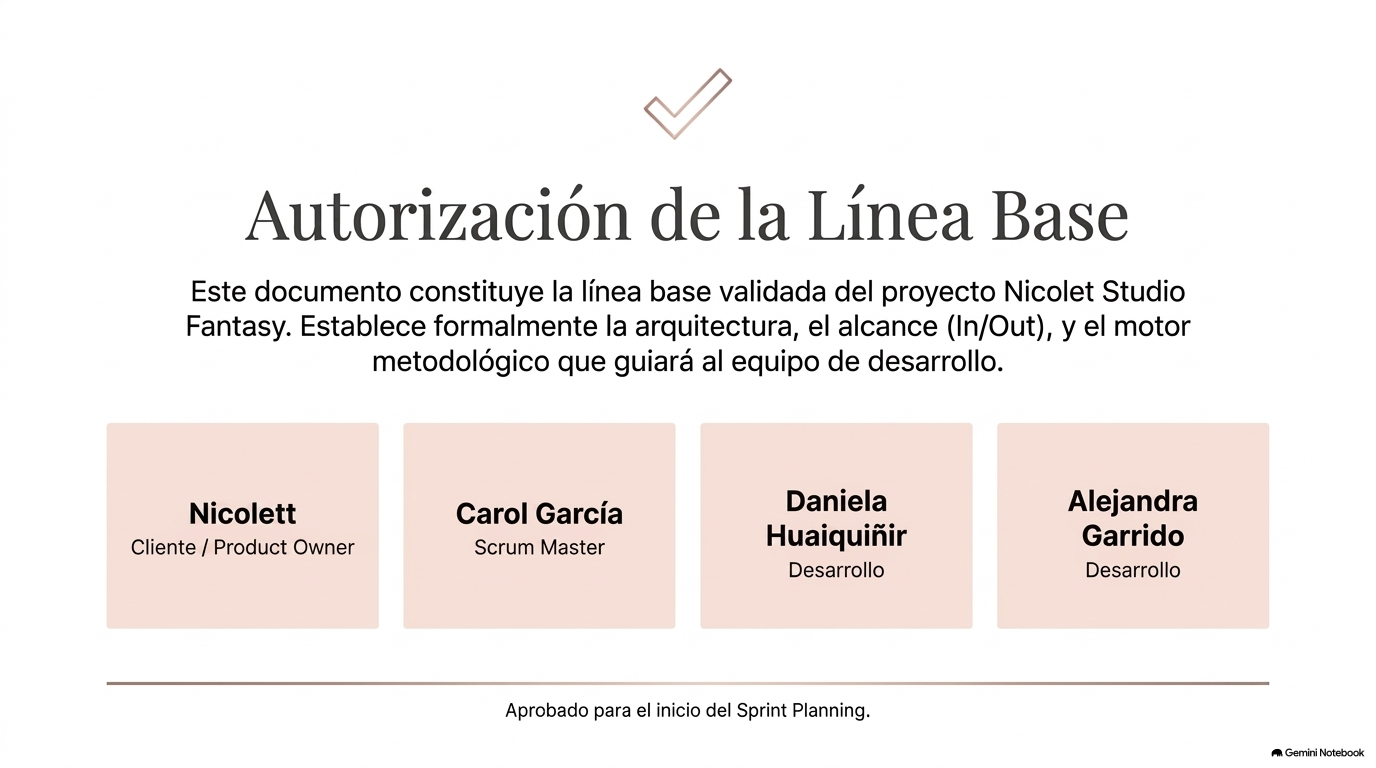 Autorización de la Línea Base
Este documento constituye la línea base validada del proyecto Nicolet Studio
Fantasy. Establece formalmente la arquitectura, el alcance (In/Out), y el motor
metodológico que guiará al equipo de desarrollo.
Nicolett
Cliente / Product Owner
Carol García
Scrum Master
Daniela
Huaiquiñir
Desarrollo
Alejandra
Garrido
Desarrollo
Aprobado para el inicio del Sprint Planning.
Gemini Notebook